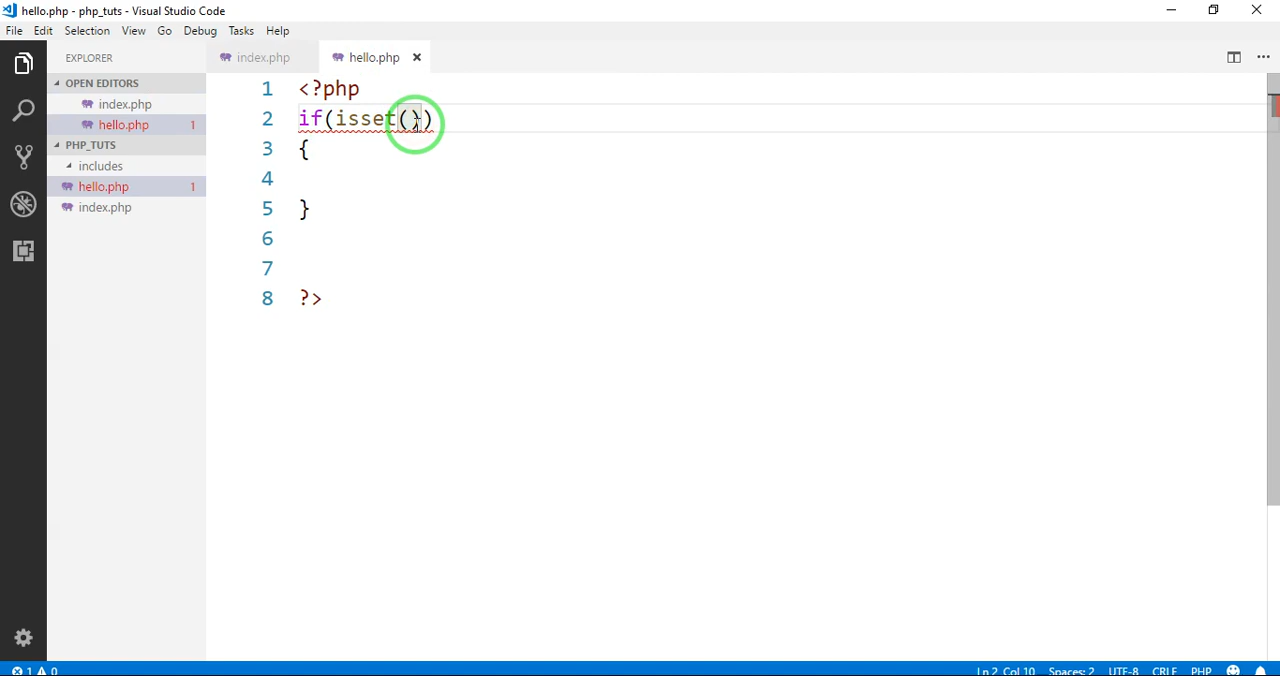 hello.php - php_tuts - Visual Studio Code
File Edit Selection View Go Debug Tasks Help
EXPLORER
OPEN EDITORS
index.php
hello.php 1
PHP_TUTS
includes
hello.php 1
index.php
index.php hello.php
1 <?php
2 if(isset())
3 {
4
5 }
6
7
8 ?>
1 0 Ln 2, Col 10 Spaces: 2 UTF-8 CRLF PHP